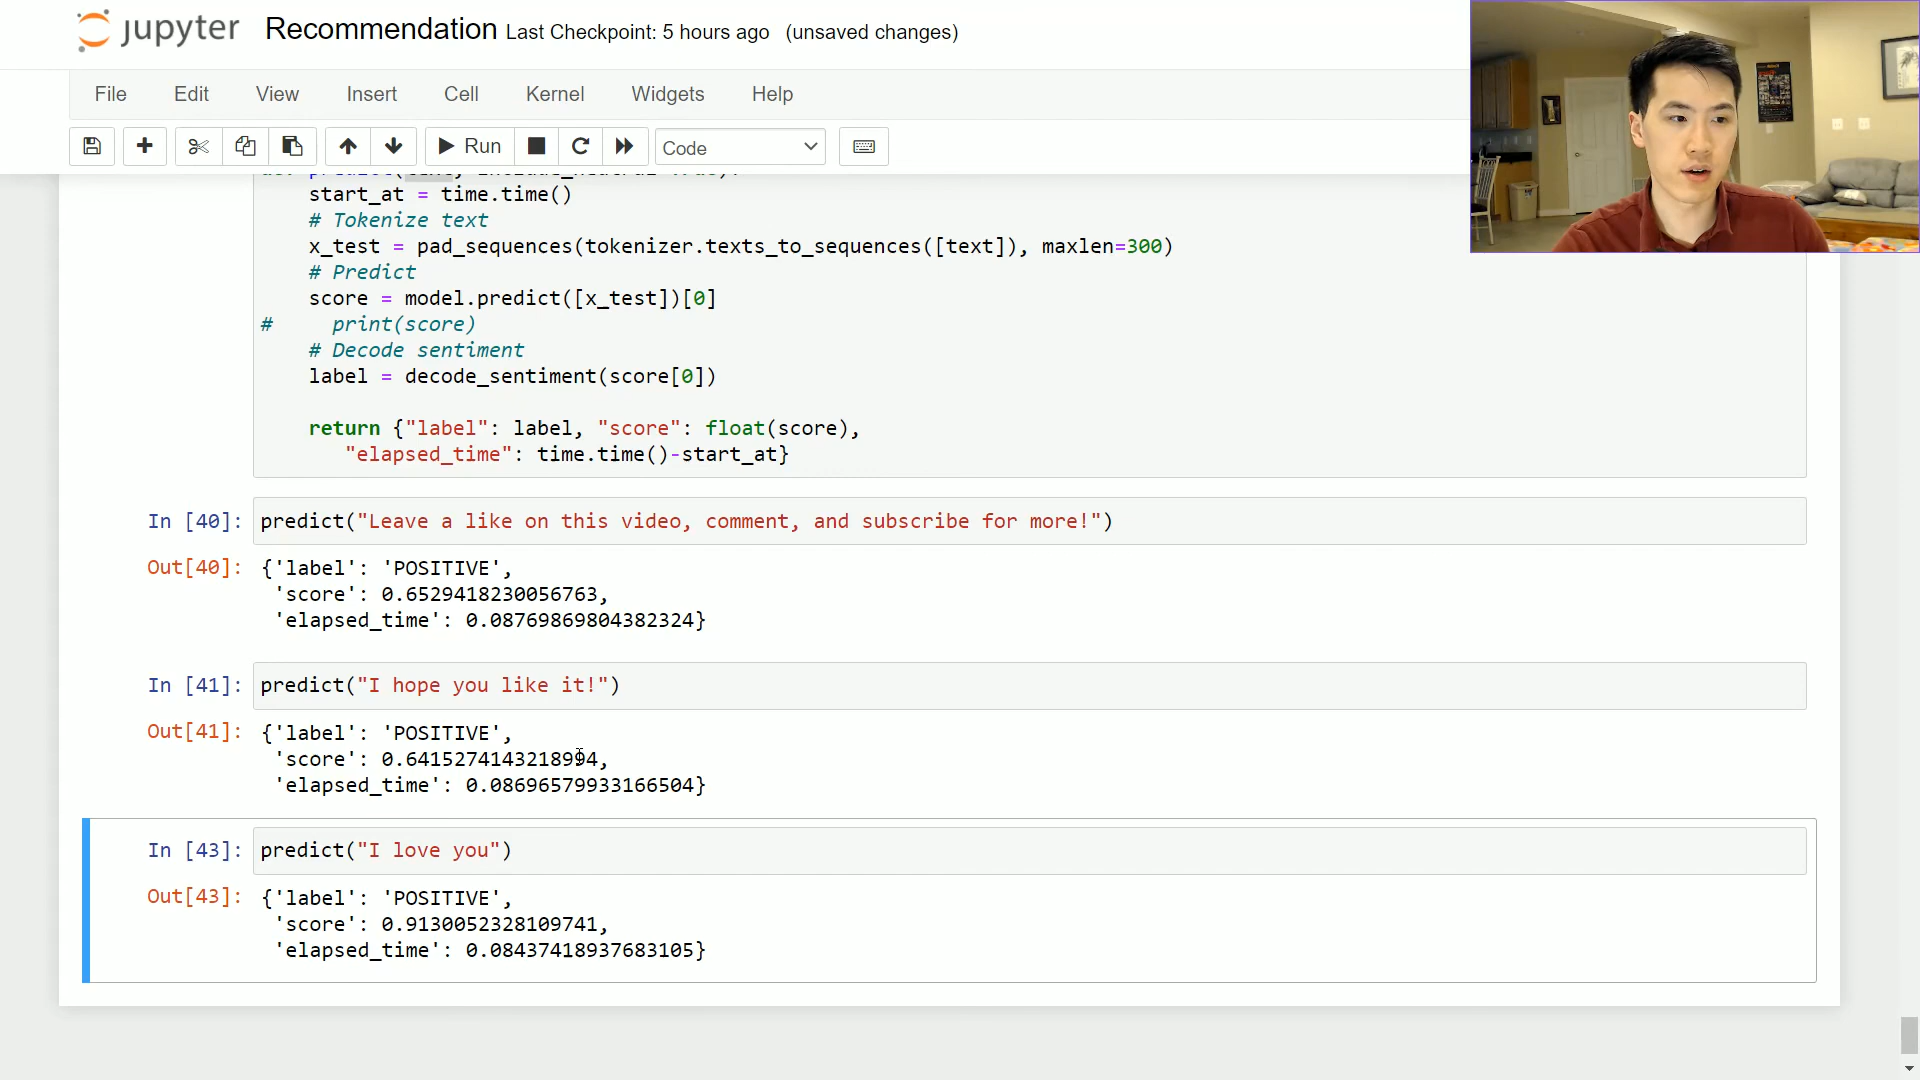 jupyter Recommendation Last Checkpoint: 5 hours ago (unsaved changes)
File Edit View Insert Cell Kernel Widgets Help
Run Code
start_at = time.time()
# Tokenize text
x_test = pad_sequences(tokenizer.texts_to_sequences([text]), maxlen=300)
# Predict
score = model.predict([x_test])[0]
#     print(score)
# Decode sentiment
label = decode_sentiment(score[0])
return {"label": label, "score": float(score),
"elapsed_time": time.time()-start_at}
In [40]: predict("Leave a like on this video, comment, and subscribe for more!")
Out[40]: {'label': 'POSITIVE',
'score': 0.6529418230056763,
'elapsed_time': 0.08769869804382324}
In [41]: predict("I hope you like it!")
Out[41]: {'label': 'POSITIVE',
'score': 0.6415274143218994,
'elapsed_time': 0.08696579933166504}
In [43]: predict("I love you")
Out[43]: {'label': 'POSITIVE',
'score': 0.9130052328109741,
'elapsed_time': 0.08437418937683105}